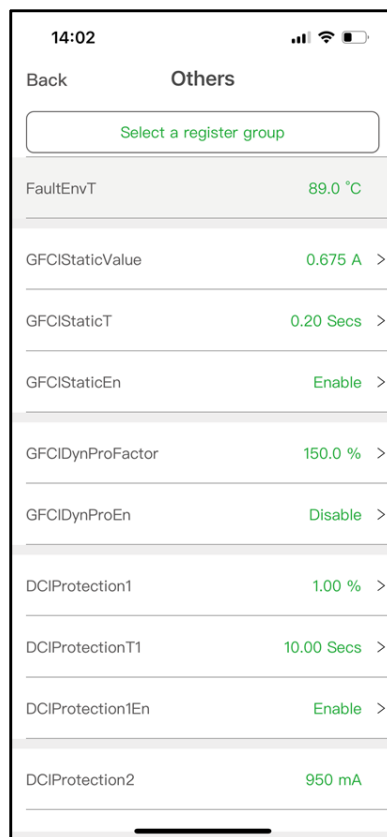 14:02
Back Others
Select a register group
FaultEnvT 89.0 °C
GFCIStaticValue 0.675 A >
GFCIStaticT 0.20 Secs >
GFCIStaticEn Enable >
GFCIDynProFactor 150.0 % >
GFCIDynProEn Disable >
DCIProtection1 1.00 % >
DCIProtectionT1 10.00 Secs >
DCIProtection1En Enable >
DCIProtection2 950 mA